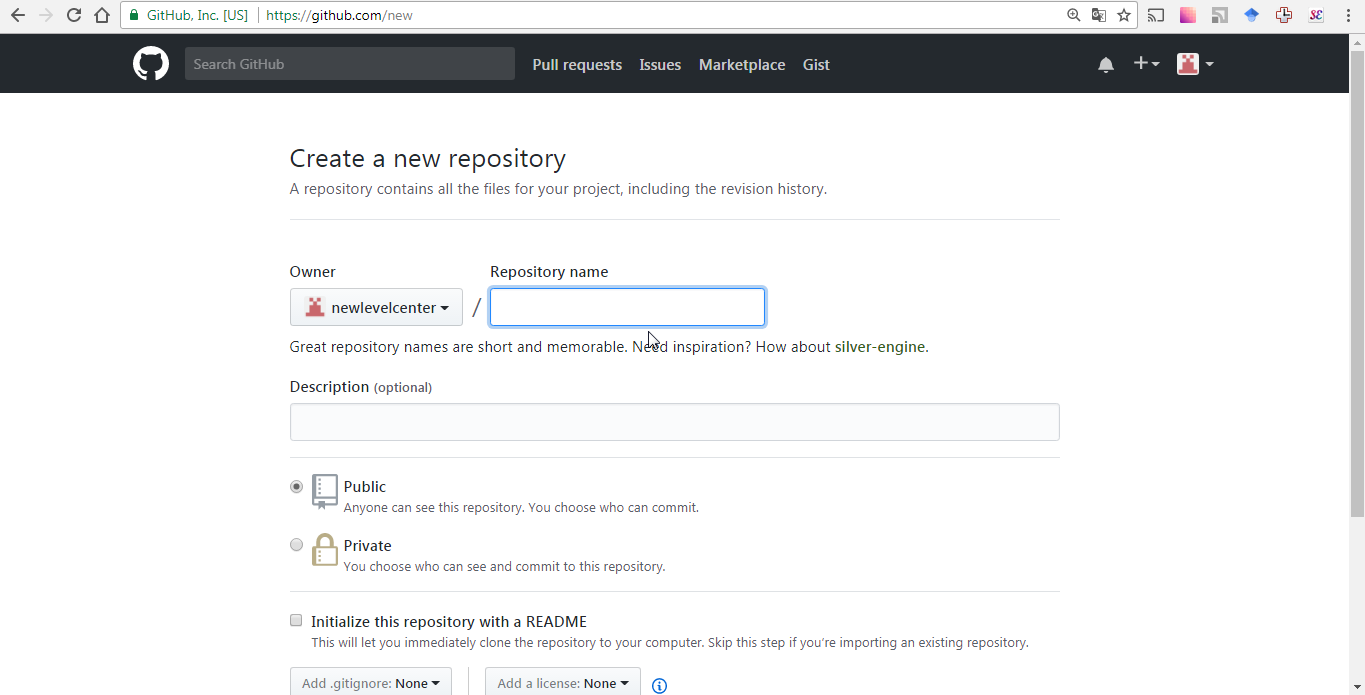 GitHub, Inc. [US] https://github.com/new
Search GitHub
Pull requests Issues Marketplace Gist
Create a new repository
A repository contains all the files for your project, including the revision history.
Owner
Repository name
newlevelcenter /
Great repository names are short and memorable. Need inspiration? How about silver-engine.
Description (optional)
Public
Anyone can see this repository. You choose who can commit.
Private
You choose who can see and commit to this repository.
Initialize this repository with a README
This will let you immediately clone the repository to your computer. Skip this step if you’re importing an existing repository.
Add .gitignore: None
Add a license: None